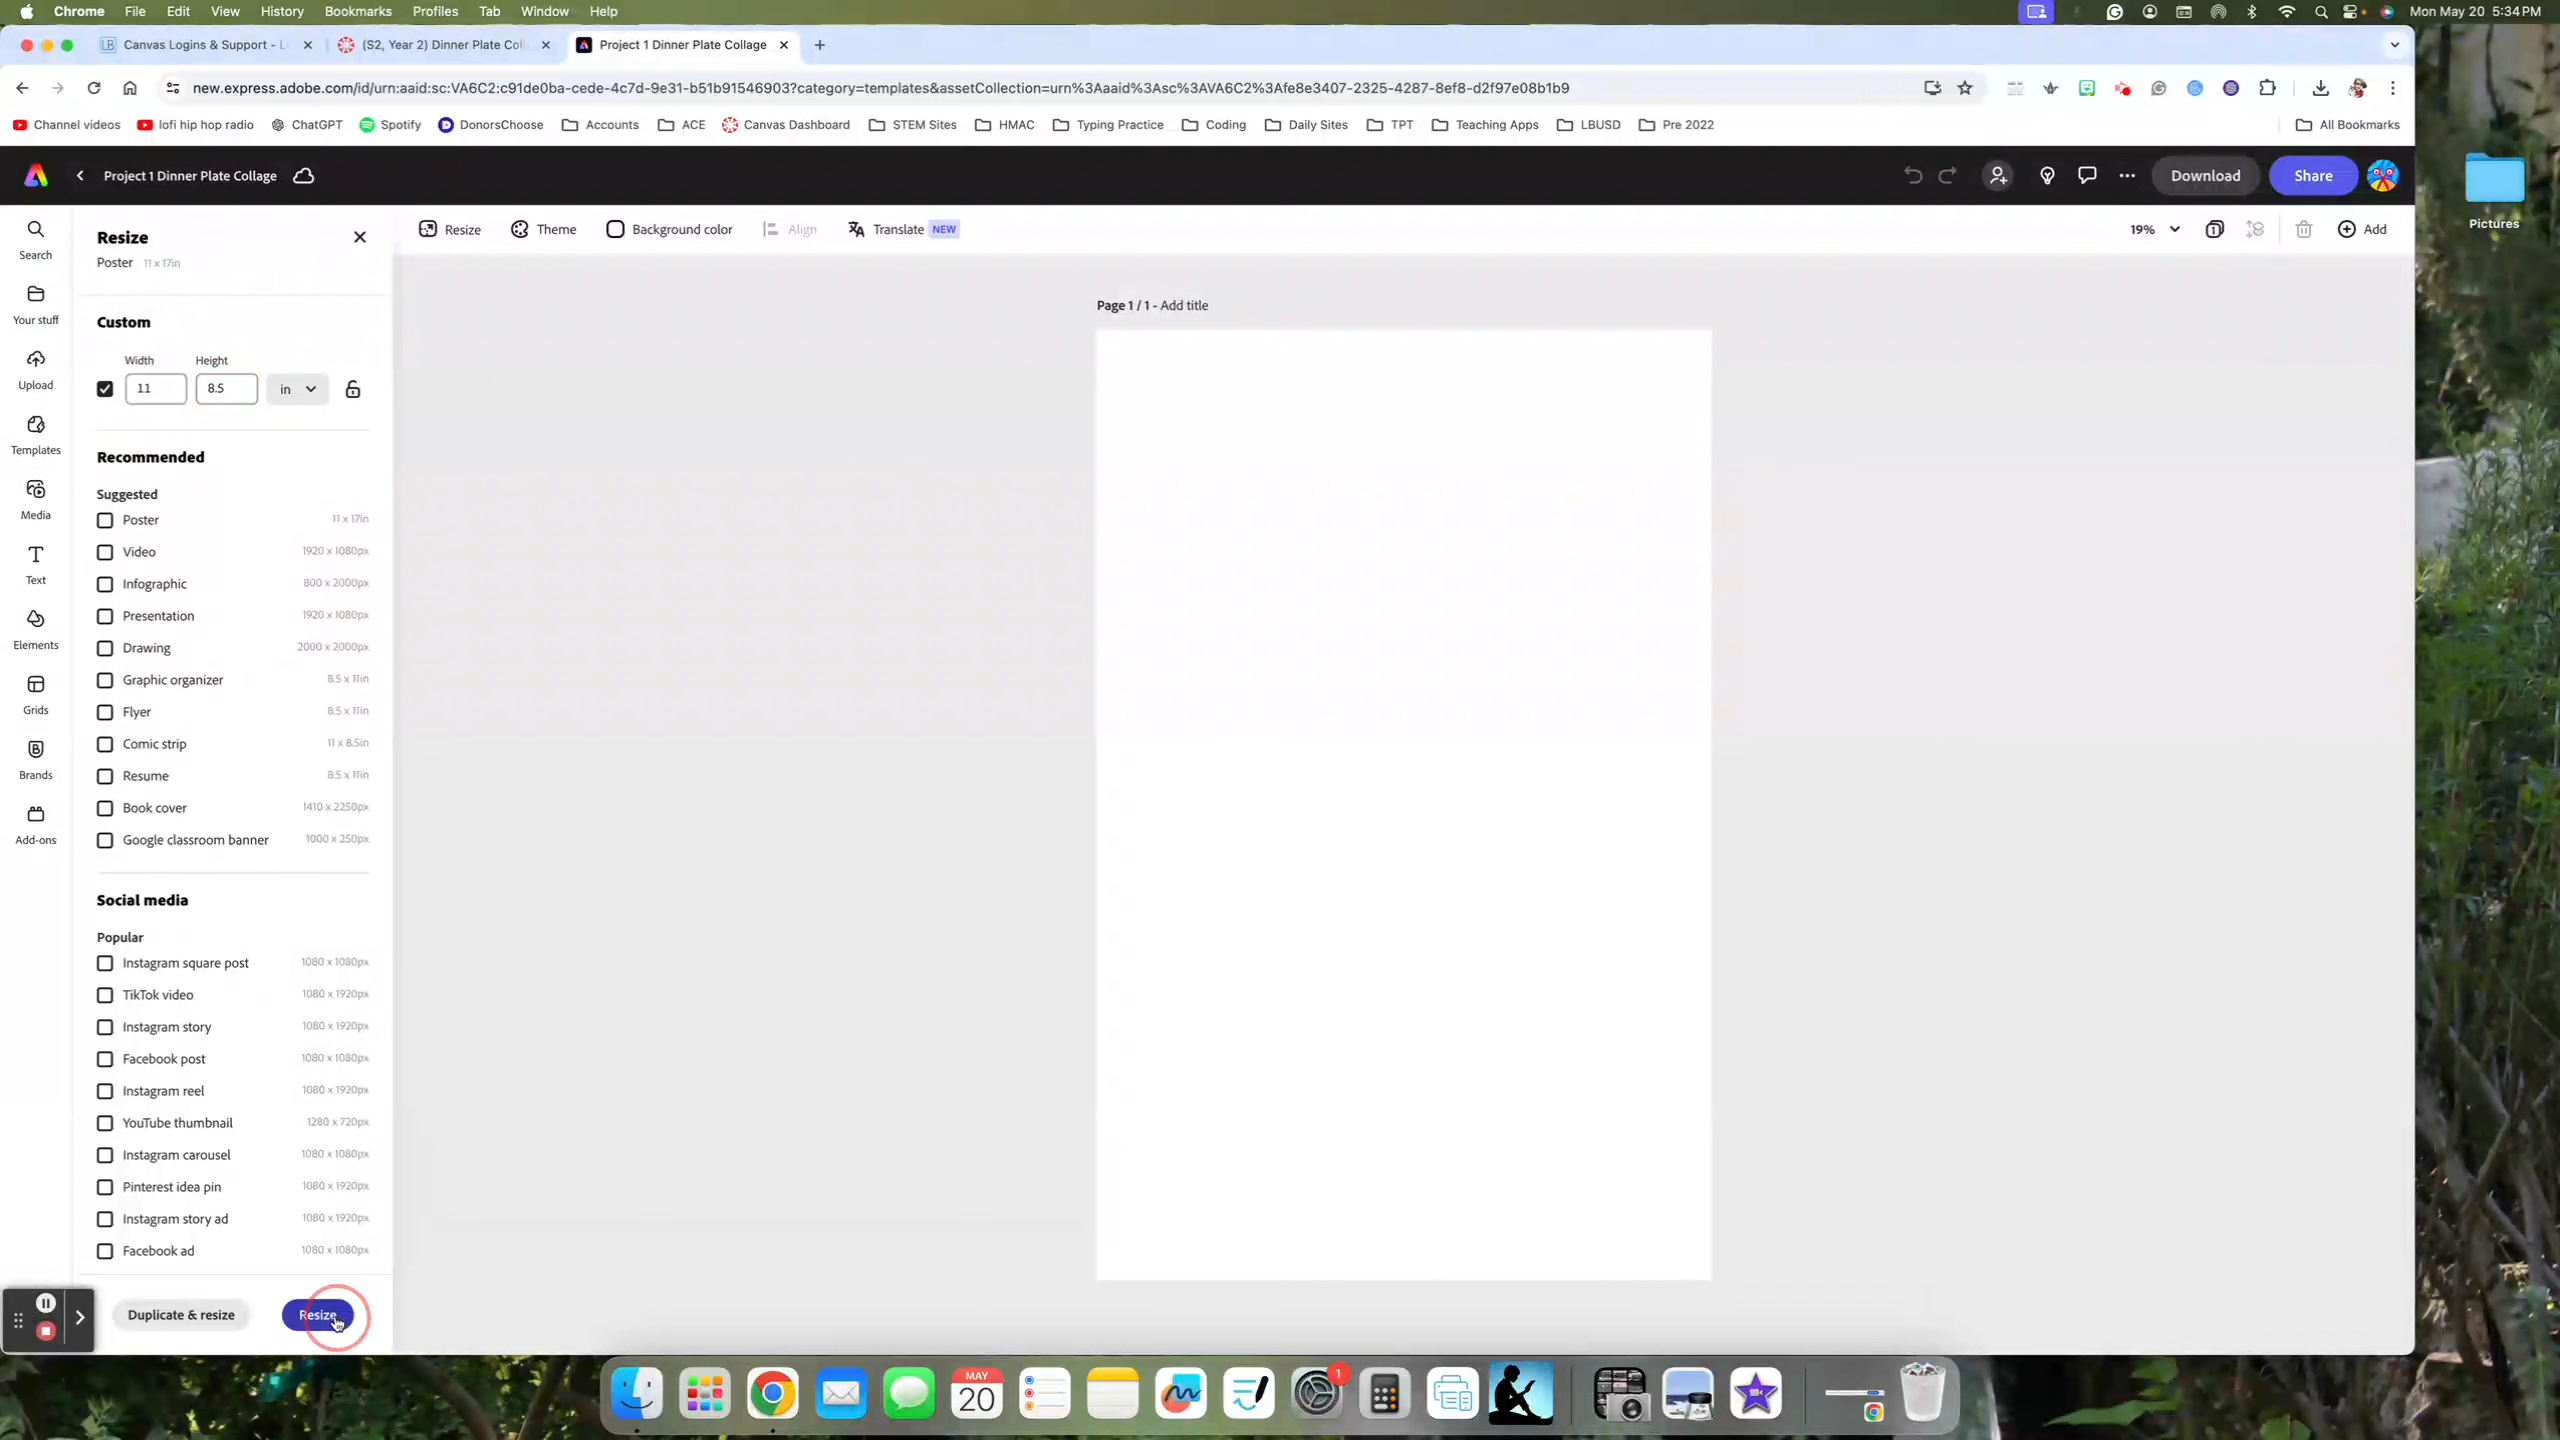 Chrome File Edit View History Bookmarks Profiles Tab Window Help Mon May 20 5:34 PM
Canvas Logins & Support - (S2, Year 2) Dinner Plate Col Project 1 Dinner Plate Collage
new.express.adobe.com/id/urn:aaid:sc:VA6C2:c91de0ba-cede-4c7d-9e31-b51b91546903?category=templates&assetCollection=urn%3Aaaid%3Asc%3AVA6C2%3Afe8e3407-2325-4287-8ef8-d2f97e08b1b9
Channel videos lofi hip hop radio ChatGPT Spotify DonorsChoose Accounts ACE Canvas Dashboard STEM Sites HMAC Typing Practice Coding Daily Sites TPT Teaching Apps LBUSD Pre 2022 All Bookmarks
Project 1 Dinner Plate Collage Download Share
Pictures
Resize Theme Background color Align Translate NEW 19% 1 Add
Search
Your stuff
Upload
Templates
Media
Text
Elements
Grids
Brands
Add-ons
Resize
Poster 11 x 17in
Custom
Width Height
11 8.5 in
Recommended
Suggested
Poster 11 x 17in
Video 1920 x 1080px
Infographic 800 x 2000px
Presentation 1920 x 1080px
Drawing 2000 x 2000px
Graphic organizer 8.5 x 11in
Flyer 8.5 x 11in
Comic strip 11 x 8.5in
Resume 8.5 x 11in
Book cover 1410 x 2250px
Google classroom banner 1000 x 250px
Social media
Popular
Instagram square post 1080 x 1080px
TikTok video 1080 x 1920px
Instagram story 1080 x 1920px
Facebook post 1080 x 1080px
Instagram reel 1080 x 1920px
YouTube thumbnail 1280 x 720px
Instagram carousel 1080 x 1080px
Pinterest idea pin 1080 x 1920px
Instagram story ad 1080 x 1920px
Facebook ad 1080 x 1080px
Duplicate & resize Resize
Page 1 / 1 - Add title
MAY
20
1